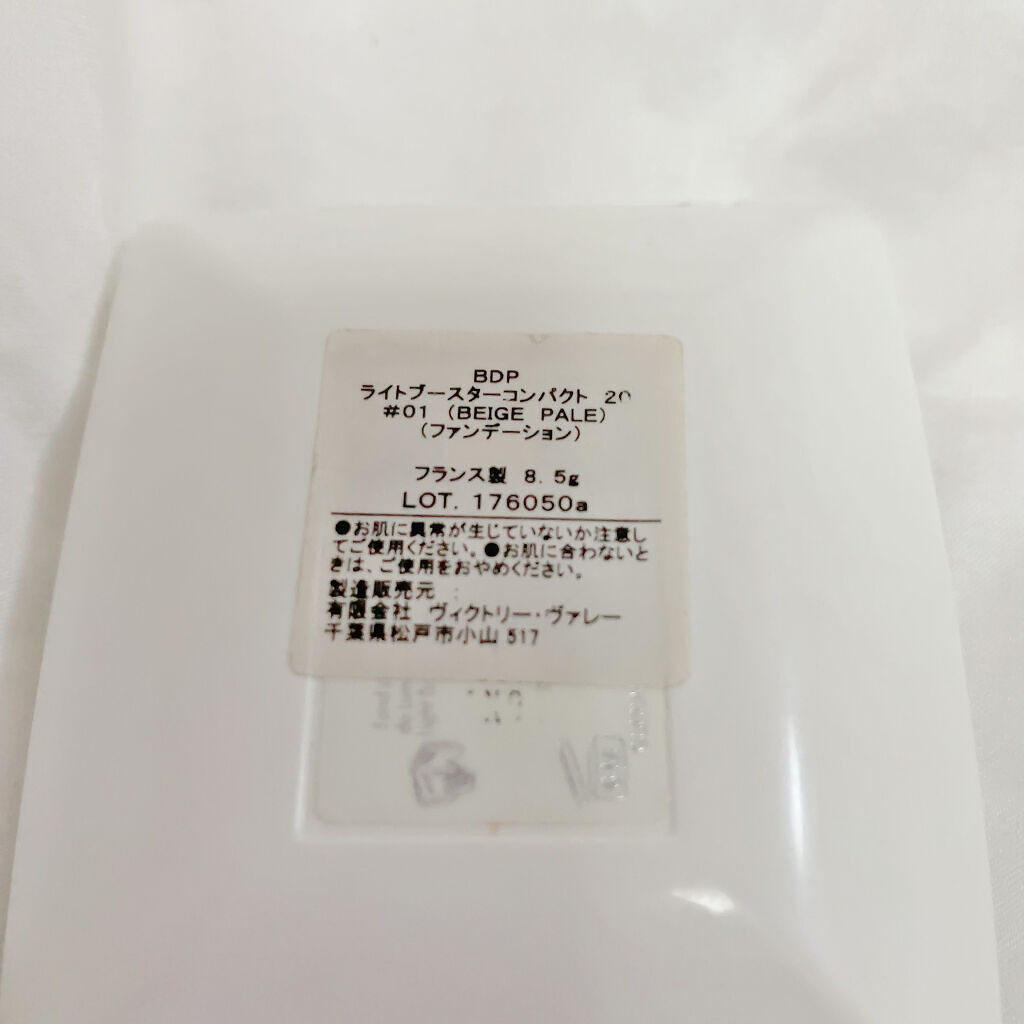 BDP
ライトブースターコンパクト 20
#01 (BEIGE PALE)
(ファンデーション)
フランス製 8.5g
LOT. 176050a
●お肌に異常が生じていないか注意し
てご使用ください。●お肌に合わないと
きは、ご使用をおやめください。
製造販売元 :
有限会社 ヴィクトリー・ヴァレー
千葉県松戸市小山 517